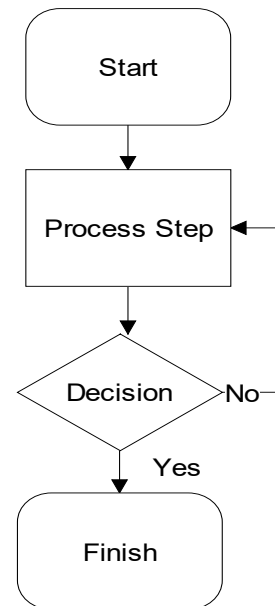 Start
Process Step
Decision
No
Yes
Finish